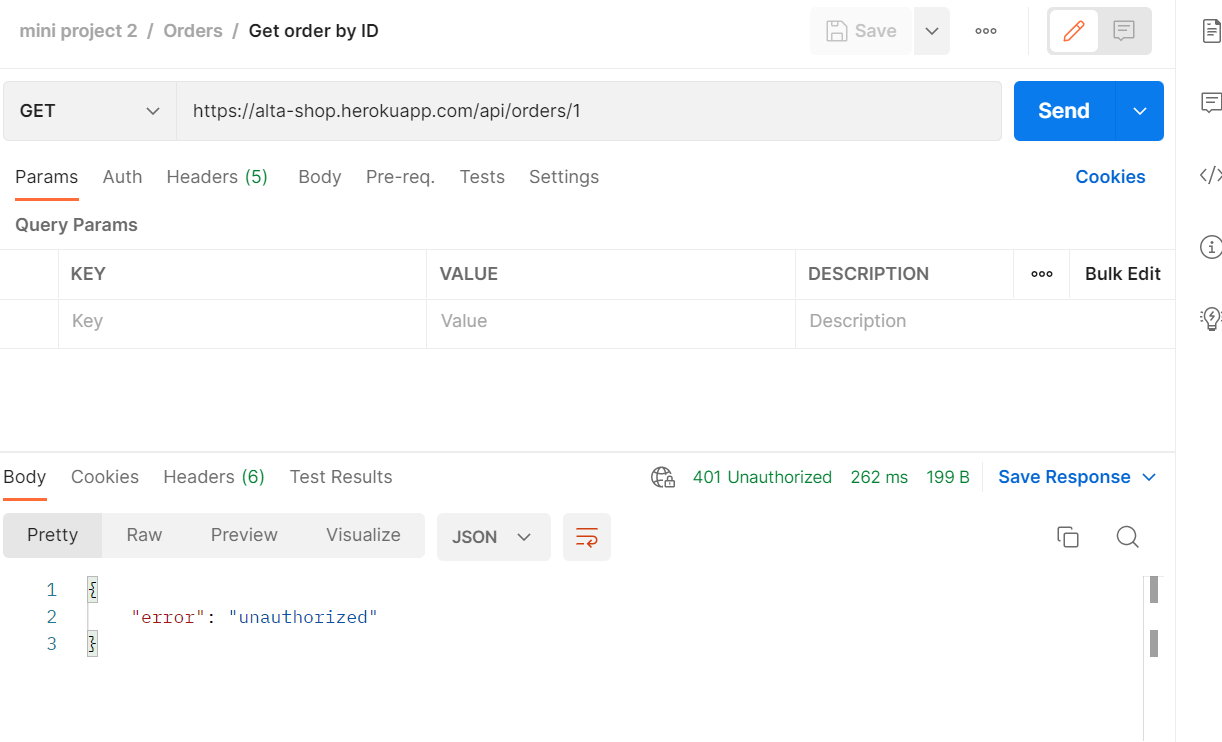 mini project 2 / Orders / Get order by ID
Save
GET
https://alta-shop.herokuapp.com/api/orders/1
Send
Params Auth Headers (5) Body Pre-req. Tests Settings
Cookies
Query Params
KEY VALUE DESCRIPTION Bulk Edit
Key Value Description
Body Cookies Headers (6) Test Results
401 Unauthorized 262 ms 199 B Save Response
Pretty Raw Preview Visualize JSON
1 {
2 "error": "unauthorized"
3 }